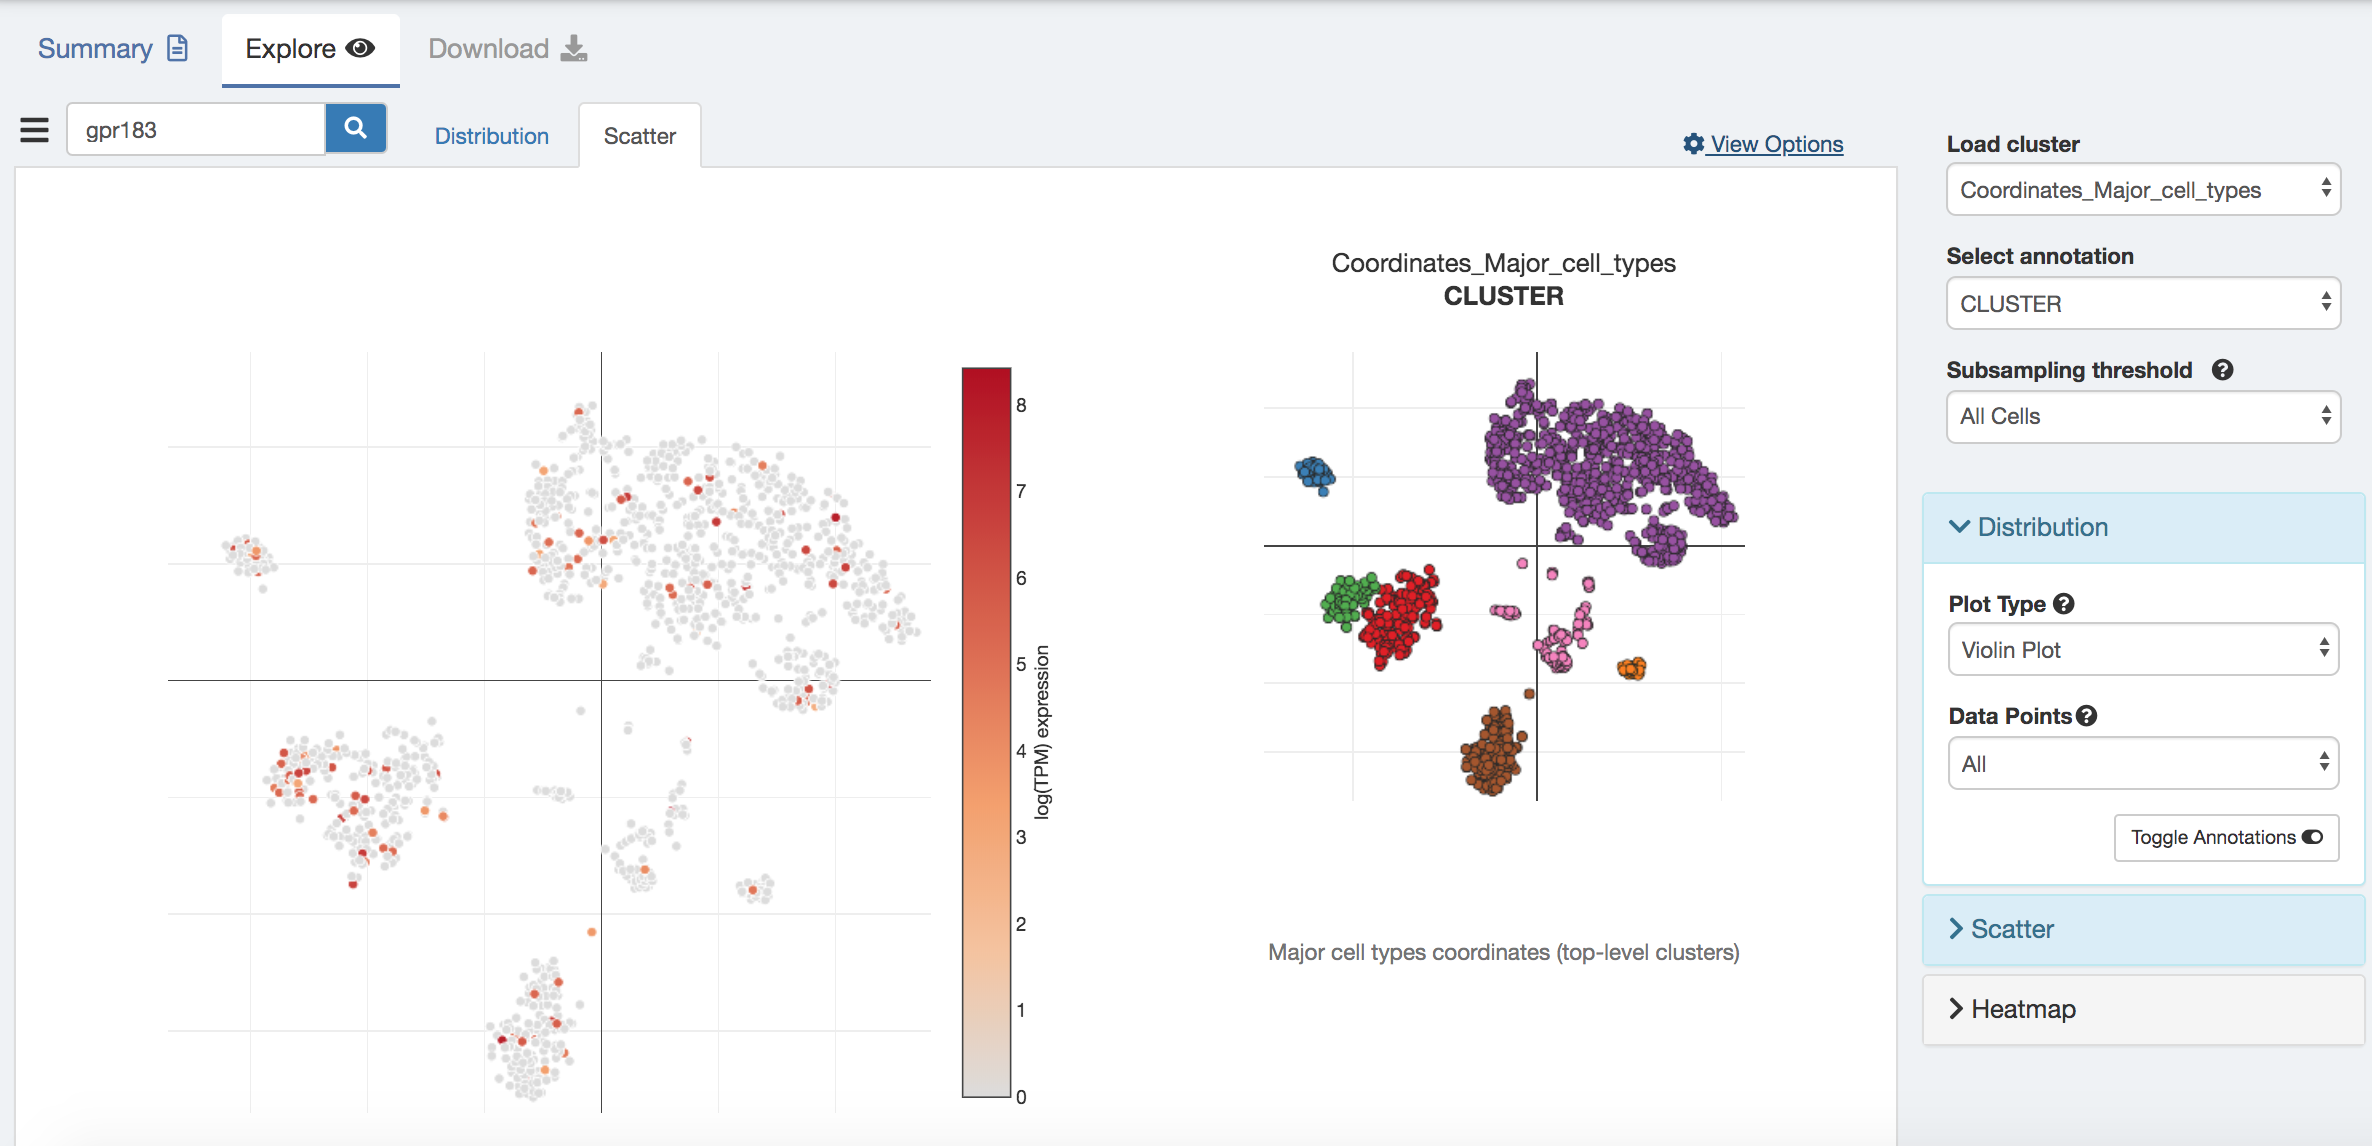 Summary
Explore
Download
gpr183
Distribution
Scatter
View Options
Coordinates_Major_cell_types
CLUSTER
8
7
6
5
4
3
2
1
0
log(TPM) expression
Major cell types coordinates (top-level clusters)
Load cluster
Coordinates_Major_cell_types
Select annotation
CLUSTER
Subsampling threshold
All Cells
Distribution
Plot Type
Violin Plot
Data Points
All
Toggle Annotations
Scatter
Heatmap